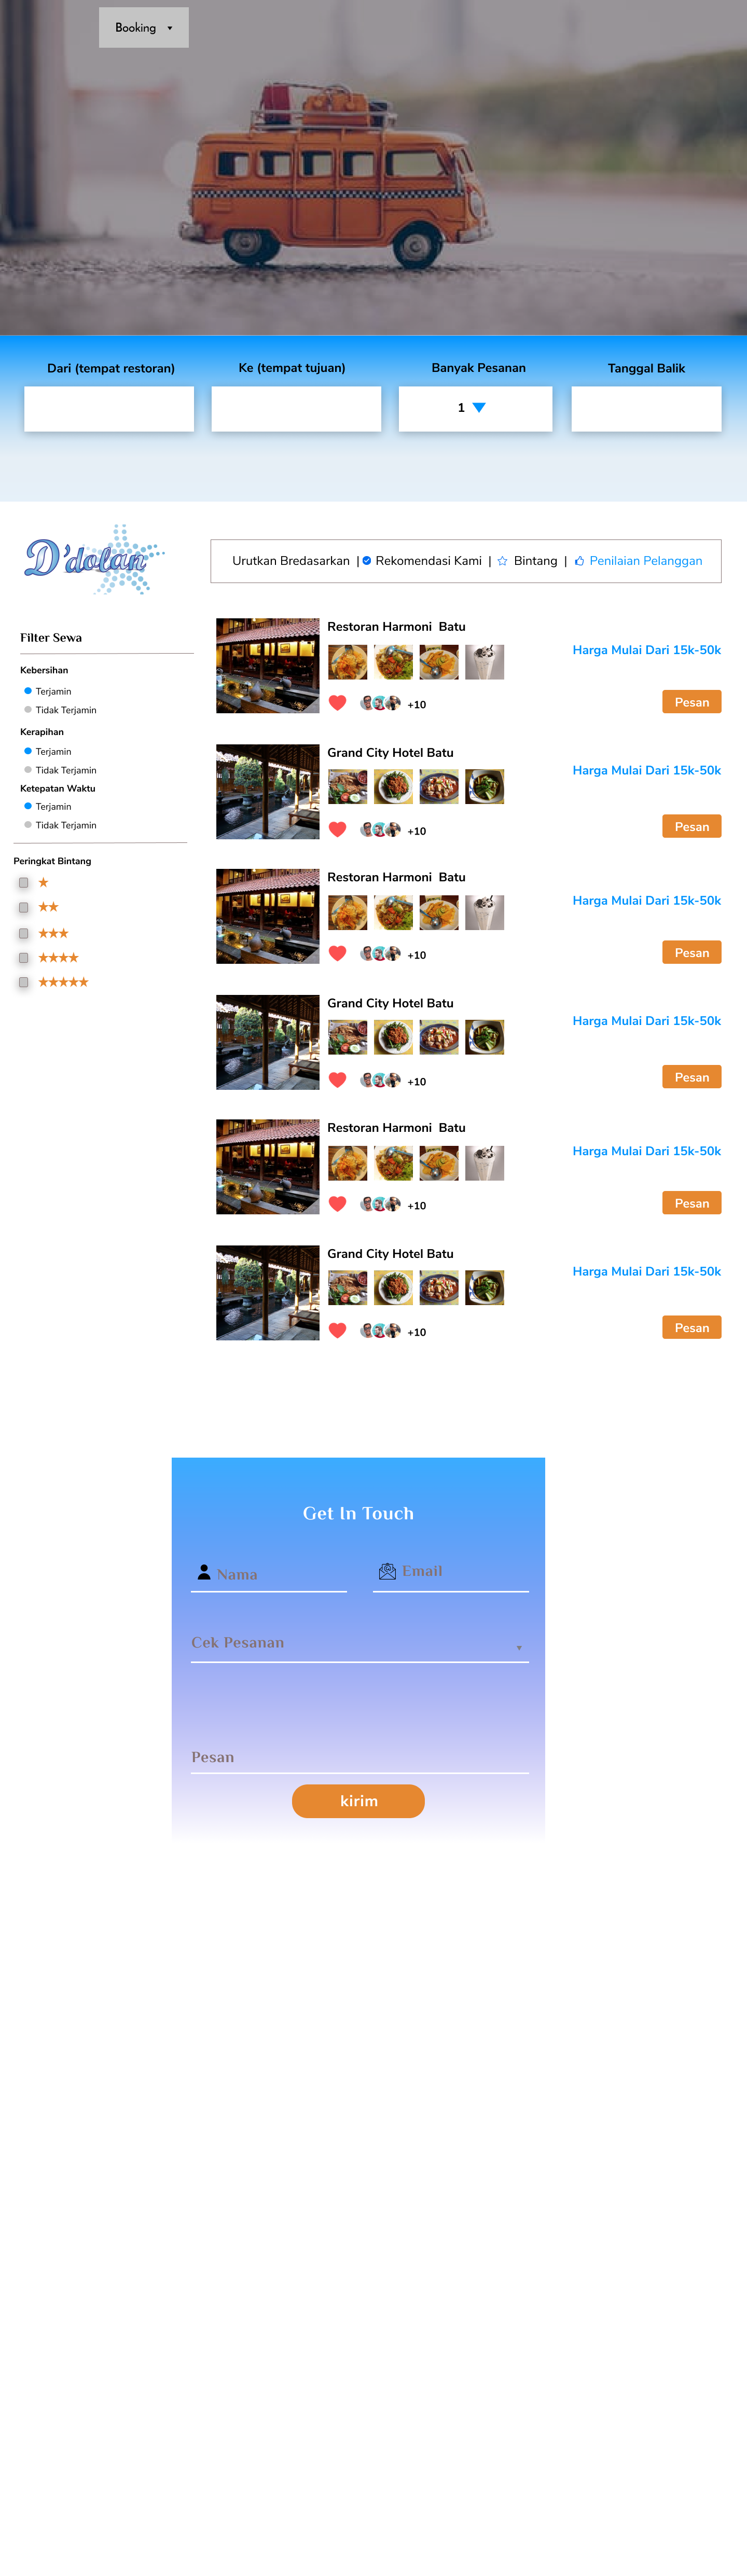 Booking
Dari (tempat restoran)
Ke (tempat tujuan)
Banyak Pesanan
Tanggal Balik
1
D'dolan
Urutkan Bredasarkan | Rekomendasi Kami | Bintang | Penilaian Pelanggan
Filter Sewa
Kebersihan
Terjamin
Tidak Terjamin
Kerapihan
Terjamin
Tidak Terjamin
Ketepatan Waktu
Terjamin
Tidak Terjamin
Peringkat Bintang
Restoran Harmoni Batu
Harga Mulai Dari 15k-50k
+10
Pesan
Grand City Hotel Batu
Harga Mulai Dari 15k-50k
+10
Pesan
Restoran Harmoni Batu
Harga Mulai Dari 15k-50k
+10
Pesan
Grand City Hotel Batu
Harga Mulai Dari 15k-50k
+10
Pesan
Restoran Harmoni Batu
Harga Mulai Dari 15k-50k
+10
Pesan
Grand City Hotel Batu
Harga Mulai Dari 15k-50k
+10
Pesan
Get In Touch
Nama
Email
Cek Pesanan
Pesan
kirim